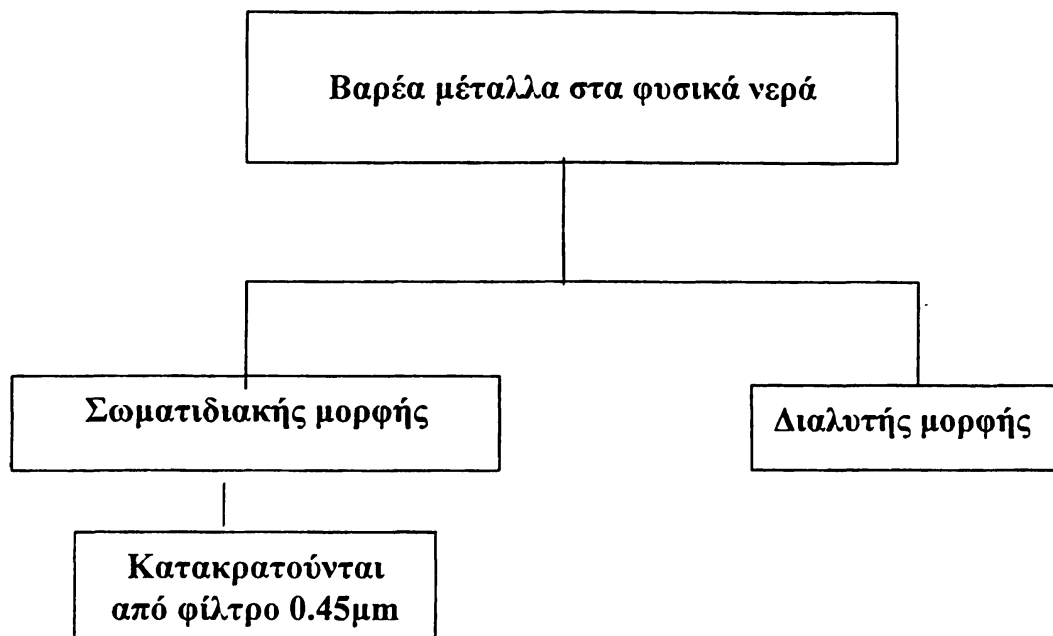 Βαρέα μέταλλα στα φυσικά νερά
Σωματιδιακής μορφής
Διαλυτής μορφής
Κατακρατούνται
από φίλτρο 0.45μm